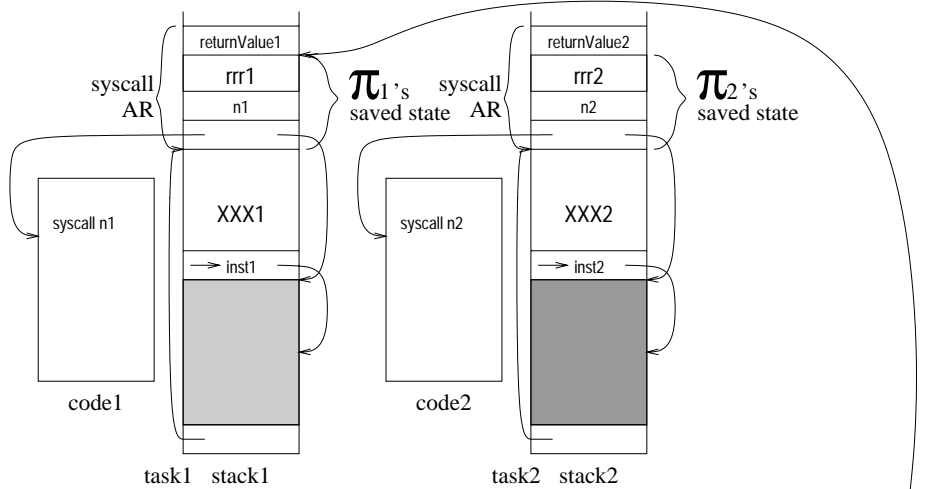 returnValue1
rrr1
n1
syscall
AR
π1's
saved state
syscall n1
XXX1
inst1
code1
task1 stack1
returnValue2
rrr2
n2
syscall
AR
π2's
saved state
syscall n2
XXX2
inst2
code2
task2 stack2